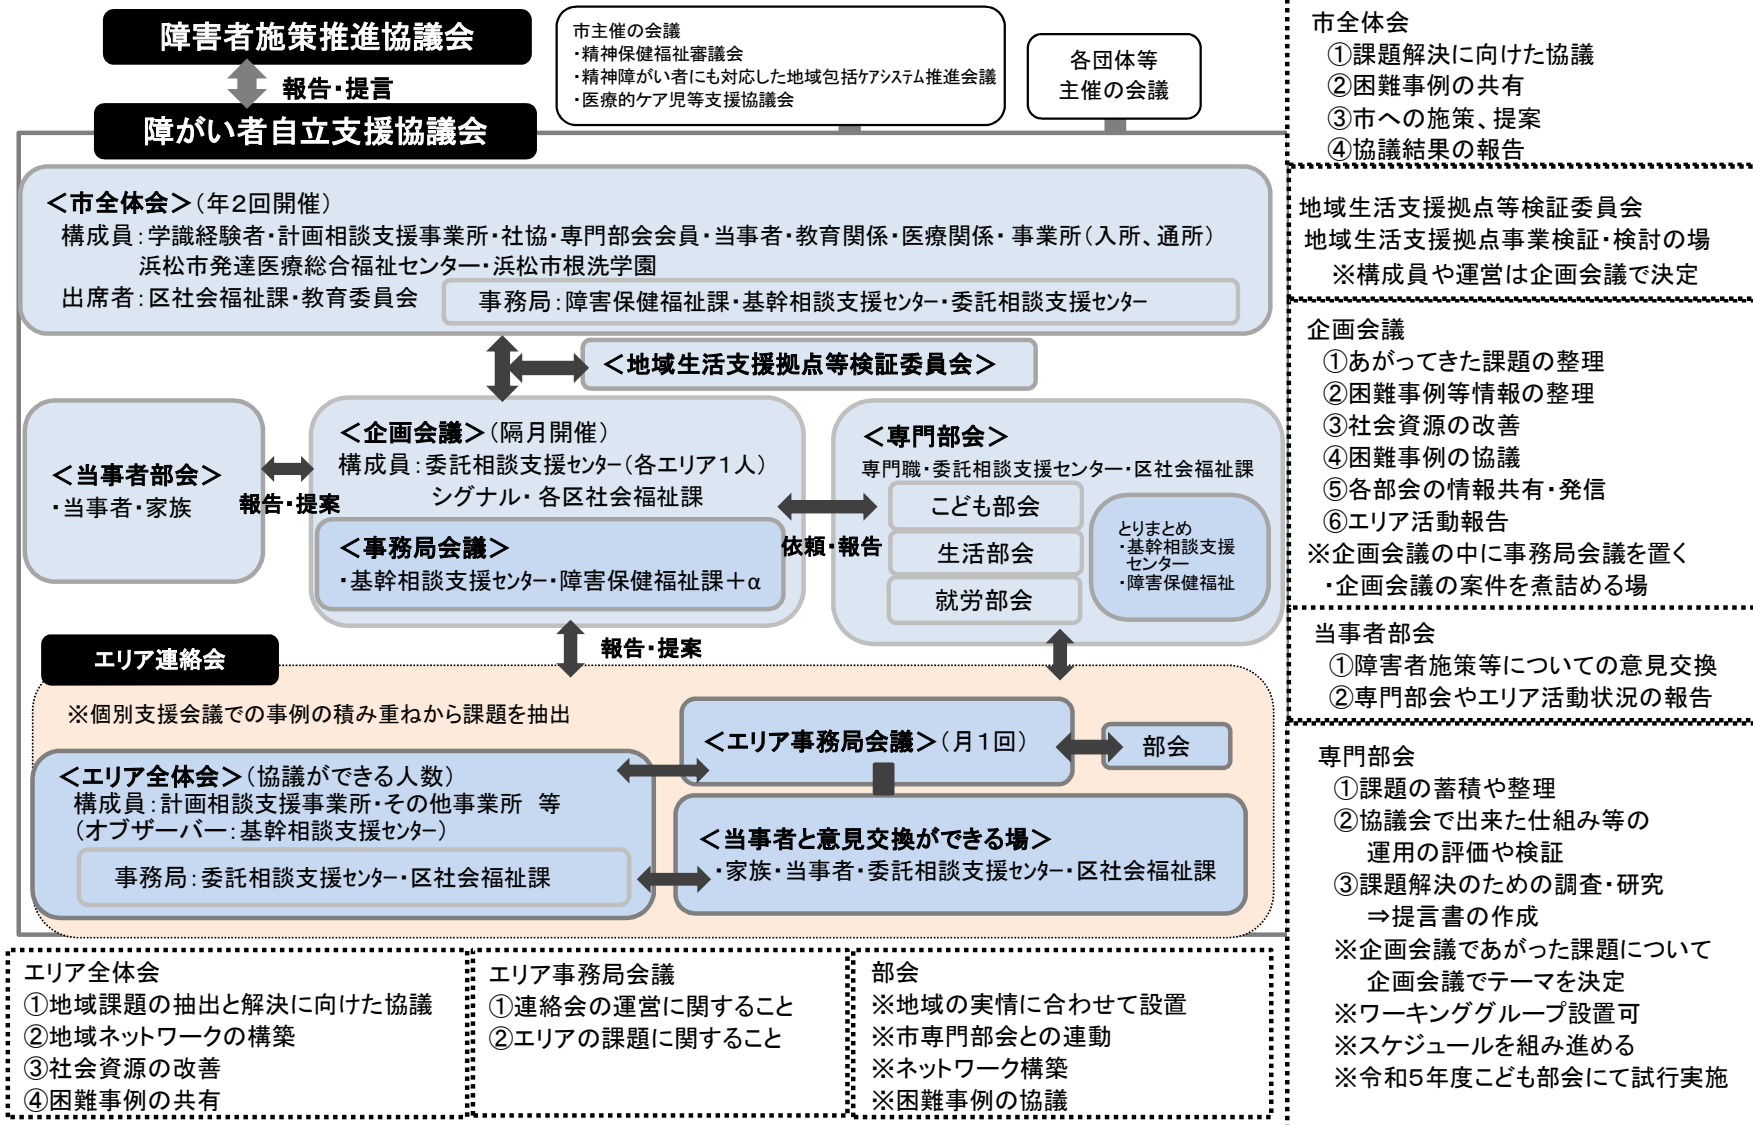 障害者施策推進協議会
報告・提言
障がい者自立支援協議会
市主催の会議
・精神保健福祉審議会
・精神障がい者にも対応した地域包括ケアシステム推進会議
・医療的ケア児等支援協議会
各団体等
主催の会議
＜市全体会＞（年２回開催）
構成員：学識経験者・計画相談支援事業所・社協・専門部会会員・当事者・教育関係・医療関係・ 事業所（入所、通所）
浜松市発達医療総合福祉センター・浜松市根洗学園
出席者：区社会福祉課・教育委員会
事務局：障害保健福祉課・基幹相談支援センター・委託相談支援センター
＜地域生活支援拠点等検証委員会＞
＜当事者部会＞
・当事者・家族
報告・提案
＜企画会議＞（隔月開催）
構成員：委託相談支援センター（各エリア１人）
シグナル・ 各区社会福祉課
＜事務局会議＞
・基幹相談支援センター・障害保健福祉課＋α
依頼・報告
＜専門部会＞
専門職・委託相談支援センター・区社会福祉課
こども部会
生活部会
就労部会
とりまとめ
・基幹相談支援
センター
・障害保健福祉
報告・提案
エリア連絡会
※個別支援会議での事例の積み重ねから課題を抽出
＜エリア事務局会議＞（月１回）
部会
＜エリア全体会＞（協議ができる人数）
構成員：計画相談支援事業所・その他事業所　等
（オブザーバー：基幹相談支援センター）
事務局：委託相談支援センター・区社会福祉課
＜当事者と意見交換ができる場＞
・家族・当事者・委託相談支援センター・区社会福祉課
エリア全体会
①地域課題の抽出と解決に向けた協議
②地域ネットワークの構築
③社会資源の改善
④困難事例の共有
エリア事務局会議
①連絡会の運営に関すること
②エリアの課題に関すること
部会
※地域の実情に合わせて設置
※市専門部会との連動
※ネットワーク構築
※困難事例の協議
市全体会
①課題解決に向けた協議
②困難事例の共有
③市への施策、提案
④協議結果の報告
地域生活支援拠点等検証委員会
地域生活支援拠点事業検証・検討の場
※構成員や運営は企画会議で決定
企画会議
①あがってきた課題の整理
②困難事例等情報の整理
③社会資源の改善
④困難事例の協議
⑤各部会の情報共有・発信
⑥エリア活動報告
※企画会議の中に事務局会議を置く
・企画会議の案件を煮詰める場
当事者部会
①障害者施策等についての意見交換
②専門部会やエリア活動状況の報告
専門部会
①課題の蓄積や整理
②協議会で出来た仕組み等の
運用の評価や検証
③課題解決のための調査・研究
⇒提言書の作成
※企画会議であがった課題について
企画会議でテーマを決定
※ワーキンググループ設置可
※スケジュールを組み進める
※令和５年度こども部会にて試行実施